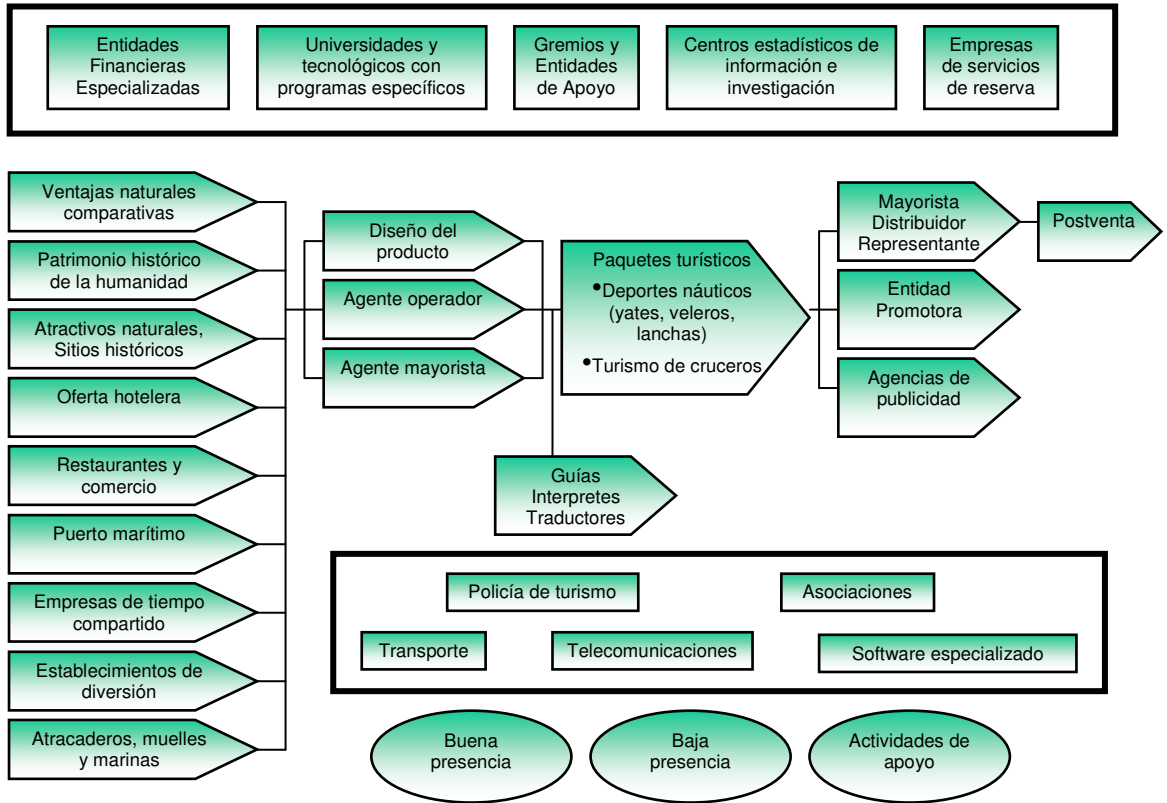 Entidades
Financieras
Especializadas
Universidades y
tecnológicos con
programas específicos
Gremios y
Entidades
de Apoyo
Centros estadísticos de
información e
investigación
Empresas
de servicios
de reserva
Ventajas naturales
comparativas
Patrimonio histórico
de la humanidad
Atractivos naturales,
Sitios históricos
Oferta hotelera
Restaurantes y
comercio
Puerto marítimo
Empresas de tiempo
compartido
Establecimientos de
diversión
Atracaderos, muelles
y marinas
Diseño del
producto
Agente operador
Agente mayorista
Paquetes turísticos
•Deportes náuticos
(yates, veleros,
lanchas)
•Turismo de cruceros
Guías
Interpretes
Traductores
Mayorista
Distribuidor
Representante
Postventa
Entidad
Promotora
Agencias de
publicidad
Policía de turismo
Asociaciones
Transporte
Telecomunicaciones
Software especializado
Buena
presencia
Baja
presencia
Actividades de
apoyo